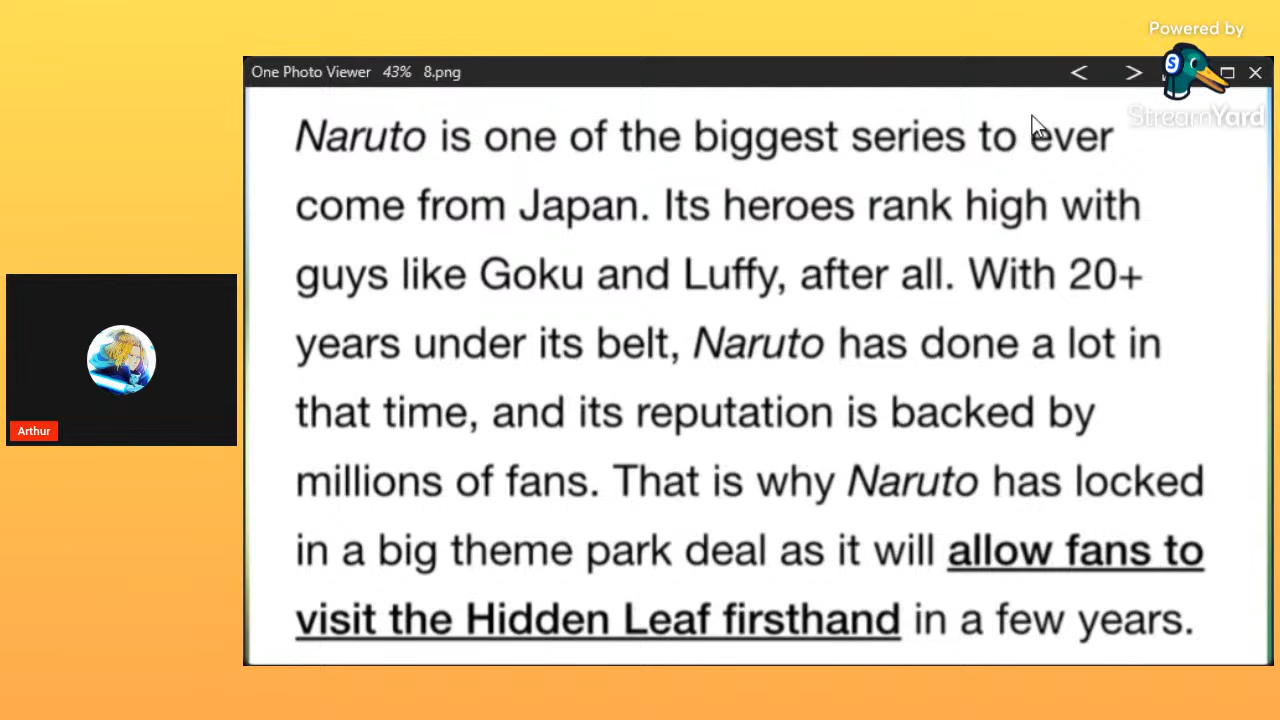 Powered by
StreamYard
One Photo Viewer 43% 8.png
Naruto is one of the biggest series to ever
come from Japan. Its heroes rank high with
guys like Goku and Luffy, after all. With 20+
years under its belt, Naruto has done a lot in
that time, and its reputation is backed by
millions of fans. That is why Naruto has locked
in a big theme park deal as it will allow fans to
visit the Hidden Leaf firsthand in a few years.
Arthur